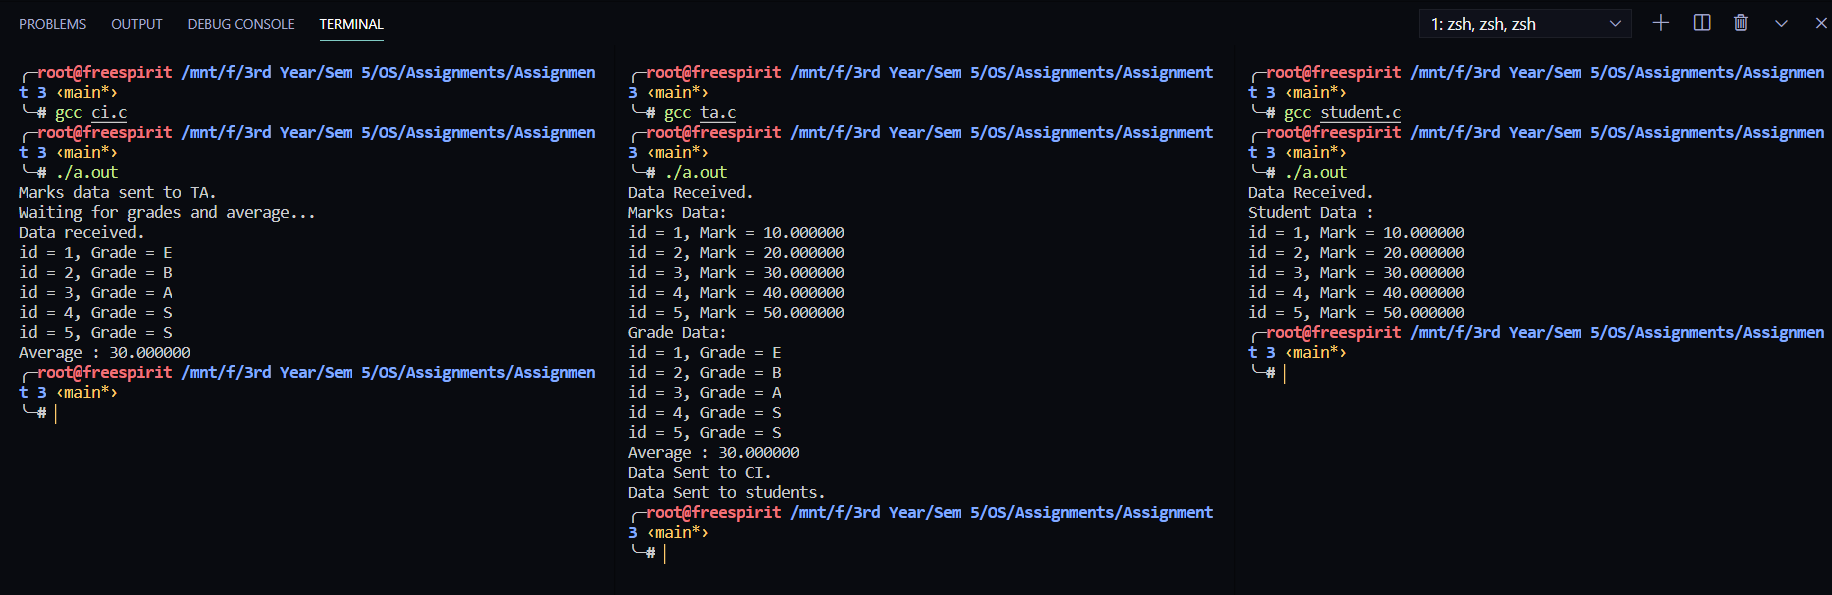 PROBLEMS OUTPUT DEBUG CONSOLE TERMINAL 1: zsh, zsh, zsh
╭─root@freespirit /mnt/f/3rd Year/Sem 5/OS/Assignments/Assignmen
t 3 ‹main*›
╰─# gcc ci.c
╭─root@freespirit /mnt/f/3rd Year/Sem 5/OS/Assignments/Assignmen
t 3 ‹main*›
╰─# ./a.out
Marks data sent to TA.
Waiting for grades and average...
Data received.
id = 1, Grade = E
id = 2, Grade = B
id = 3, Grade = A
id = 4, Grade = S
id = 5, Grade = S
Average : 30.000000
╭─root@freespirit /mnt/f/3rd Year/Sem 5/OS/Assignments/Assignmen
t 3 ‹main*›
╰─#
╭─root@freespirit /mnt/f/3rd Year/Sem 5/OS/Assignments/Assignment
3 ‹main*›
╰─# gcc ta.c
╭─root@freespirit /mnt/f/3rd Year/Sem 5/OS/Assignments/Assignment
3 ‹main*›
╰─# ./a.out
Data Received.
Marks Data:
id = 1, Mark = 10.000000
id = 2, Mark = 20.000000
id = 3, Mark = 30.000000
id = 4, Mark = 40.000000
id = 5, Mark = 50.000000
Grade Data:
id = 1, Grade = E
id = 2, Grade = B
id = 3, Grade = A
id = 4, Grade = S
id = 5, Grade = S
Average : 30.000000
Data Sent to CI.
Data Sent to students.
╭─root@freespirit /mnt/f/3rd Year/Sem 5/OS/Assignments/Assignment
3 ‹main*›
╰─#
╭─root@freespirit /mnt/f/3rd Year/Sem 5/OS/Assignments/Assignmen
t 3 ‹main*›
╰─# gcc student.c
╭─root@freespirit /mnt/f/3rd Year/Sem 5/OS/Assignments/Assignmen
t 3 ‹main*›
╰─# ./a.out
Data Received.
Student Data :
id = 1, Mark = 10.000000
id = 2, Mark = 20.000000
id = 3, Mark = 30.000000
id = 4, Mark = 40.000000
id = 5, Mark = 50.000000
╭─root@freespirit /mnt/f/3rd Year/Sem 5/OS/Assignments/Assignmen
t 3 ‹main*›
╰─#